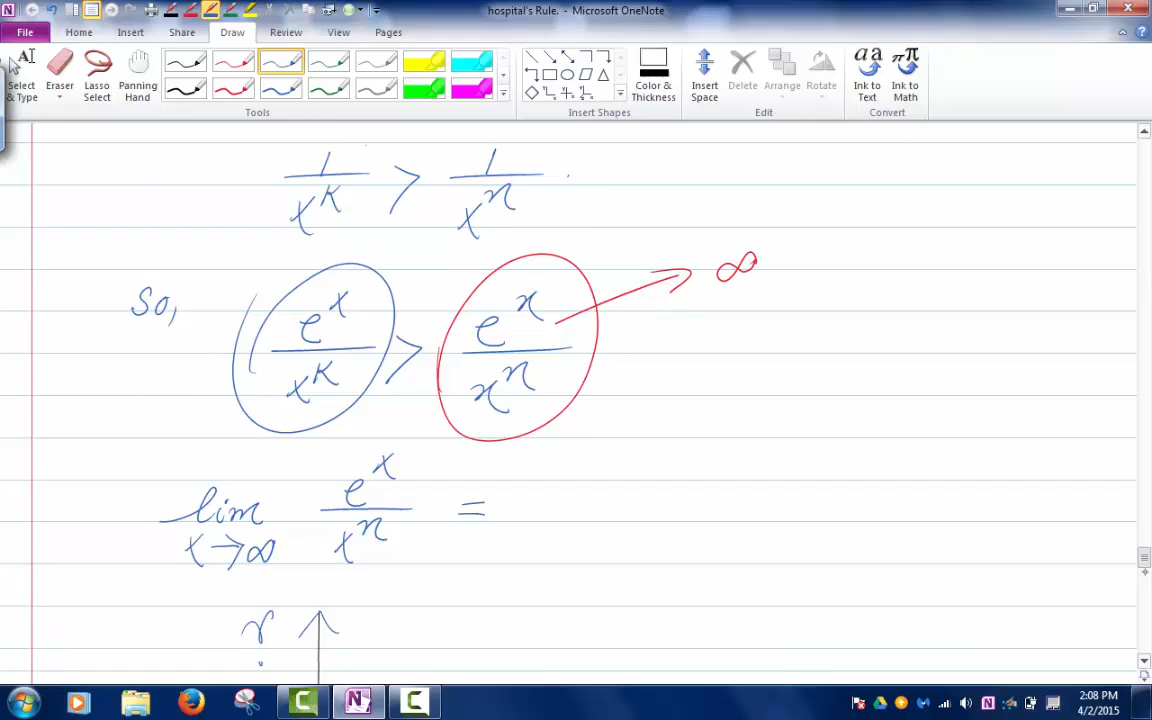 hospital's Rule. - Microsoft OneNote
File Home Insert Share Draw Review View Pages
Select & Type
Eraser
Lasso Select
Panning Hand
Color & Thickness
Insert Space
Delete
Arrange
Rotate
Ink to Text
Ink to Math
Tools Insert Shapes Edit Convert
1/x^k > 1/x^n
So, e^x/x^k > e^x/x^n → ∞
lim x→∞ e^x/x^n =
2:08 PM
4/2/2015